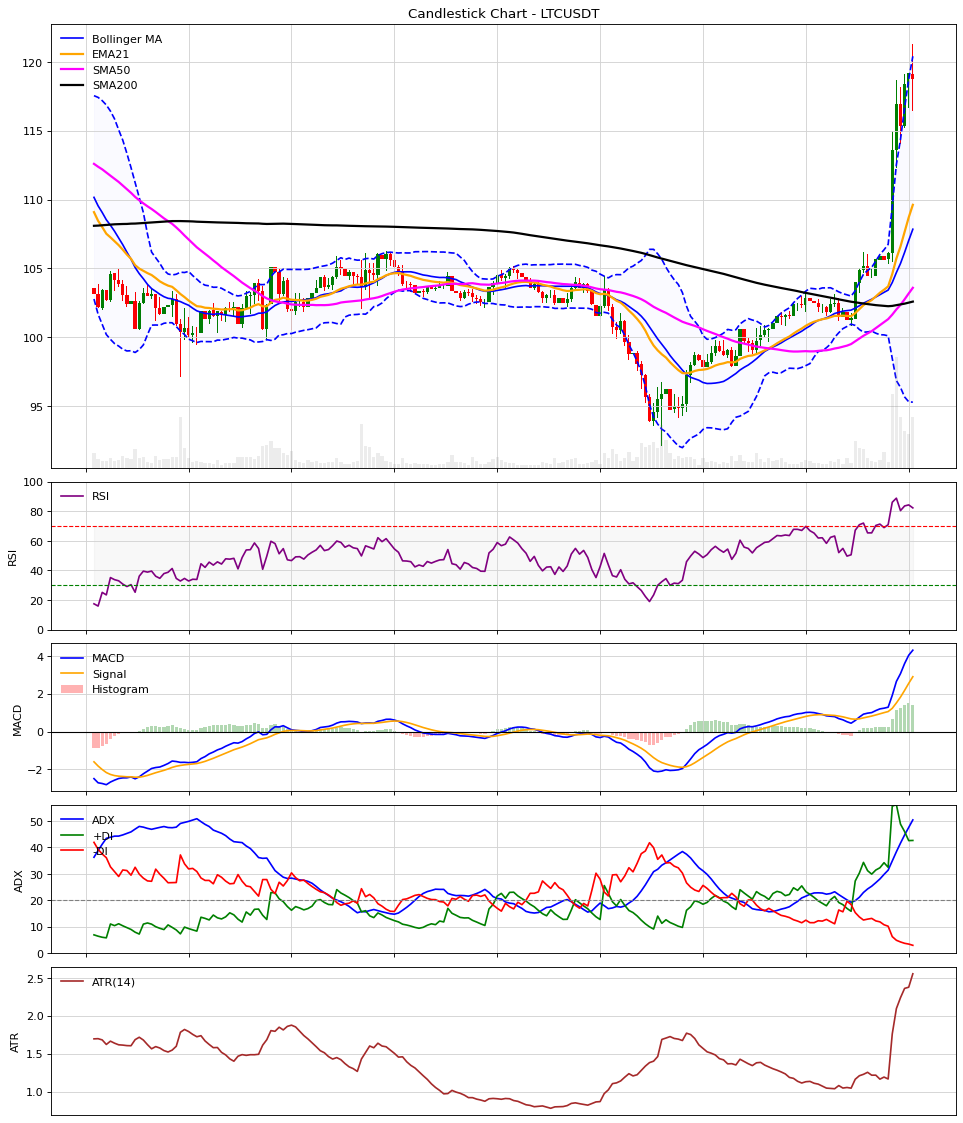 Candlestick Chart - LTCUSDT
Bollinger MA
EMA21
SMA50
SMA200
120
115
110
105
100
95
RSI
100
80
60
40
20
0
RSI
MACD
Signal
Histogram
4
2
0
−2
MACD
ADX
+DI
-DI
50
40
30
20
10
0
ADX
ATR(14)
2.5
2.0
1.5
1.0
ATR